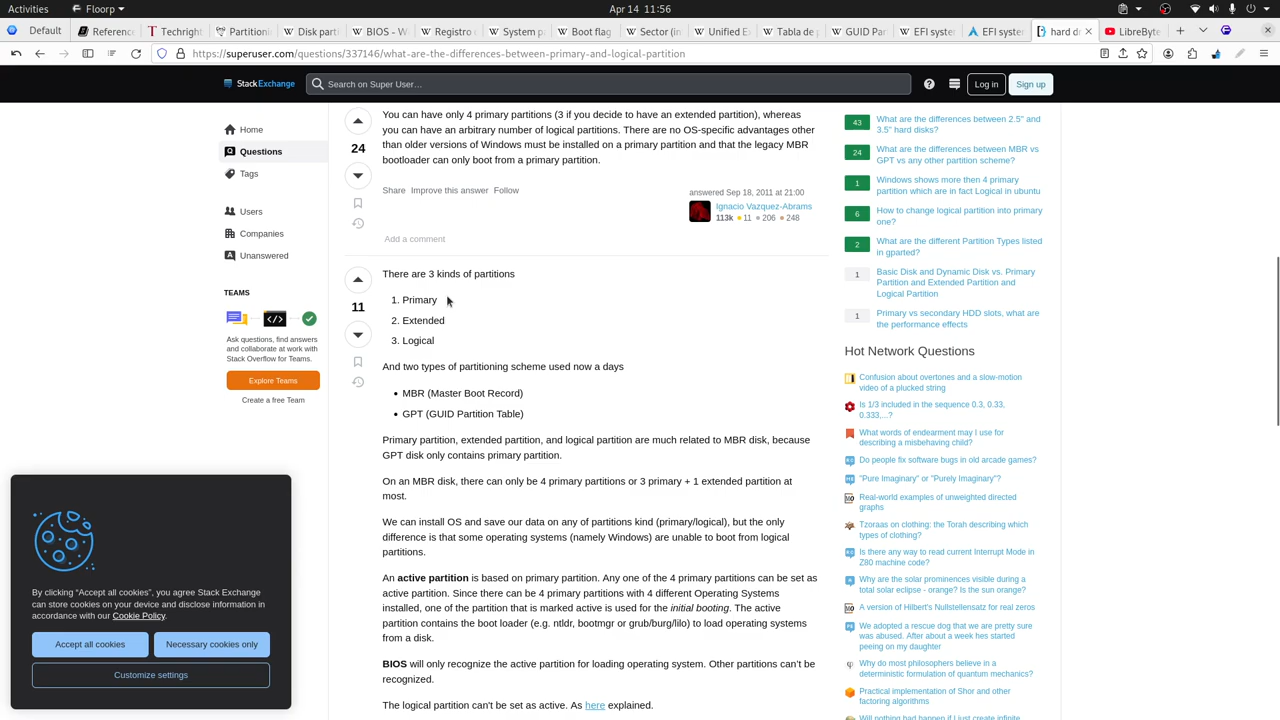 Activities
Firefox Web Browser
Apr 14 11:56
Default
Reference
Techright
Partitionin
Disk parti
Registro d
System pa
Boot flag
Sector (in
Unified Ex
Tabla de p
GUID Part
EFI system
EFI system
hard dri
LibreByte
https://superuser.com/questions/337146/what-are-the-differences-between-primary-and-logical-partition
StackExchange
Search on Super User…
Log in
Sign up
Home
Questions
Tags
Users
Companies
Unanswered
TEAMS
Ask questions, find answers
and collaborate at work with
Stack Overflow for Teams.
Explore Teams
Create a free Team
You can have only 4 primary partitions (3 if you decide to have an extended partition), whereas
you can have an arbitrary number of logical partitions. There are no OS-specific advantages other
than older versions of Windows must be installed on a primary partition and that the legacy MBR
bootloader can only boot from a primary partition.
24
Share Improve this answer Follow
answered Sep 18, 2011 at 21:00
Ignacio Vazquez-Abrams
113k 11 206 248
Add a comment
There are 3 kinds of partitions
11
1. Primary
2. Extended
3. Logical
And two types of partitioning scheme used now a days
• MBR (Master Boot Record)
• GPT (GUID Partition Table)
Primary partition, extended partition, and logical partition are much related to MBR disk, because
GPT disk only contains primary partition.
On an MBR disk, there can only be 4 primary partitions or 3 primary + 1 extended partition at
most.
We can install OS and save our data on any of partitions kind (primary/logical), but the only
difference is that some operating systems (namely Windows) are unable to boot from logical
partitions.
An active partition is based on primary partition. Any one of the 4 primary partitions can be set as
active partition. Since there can be 4 primary partitions with 4 different Operating Systems
installed, one of the partition that is marked active is used for the initial booting. The active
partition contains the boot loader (e.g. ntldr, bootmgr or grub/burg/lilo) to load operating systems
from a disk.
BIOS will only recognize the active partition for loading operating system. Other partitions can't be
recognized.
The logical partition can't be set as active. As here explained.
43
What are the differences between 2.5" and
3.5" hard disks?
24
What are the differences between MBR vs
GPT vs any other partition scheme?
1
Windows shows more then 4 primary
partition which are in fact Logical in ubuntu
6
How to change logical partition into primary
one?
2
What are the different Partition Types listed
in gparted?
1
Basic Disk and Dynamic Disk vs. Primary
Partition and Extended Partition and
Logical Partition
1
Primary vs secondary HDD slots, what are
the performance effects
Hot Network Questions
Confusion about overtones and a slow-motion
video of a plucked string
Is 1/3 included in the sequence 0.3, 0.33,
0.333,...?
What words of endearment may I use for
describing a misbehaving child?
Do people fix software bugs in old arcade games?
"Pure Imaginary" or "Purely Imaginary"?
Real-world examples of unweighted directed
graphs
Tzoraas on clothing: the Torah describing which
types of clothing?
Is there any way to read current Interrupt Mode in
Z80 machine code?
Why are the solar prominences visible during a
total solar eclipse - orange? Is the sun orange?
A version of Hilbert's Nullstellensatz for real zeros
We adopted a rescue dog that we are pretty sure
was abused. After about a week hes started
peeing on my daughter
Why do most philosophers believe in a
deterministic formulation of quantum mechanics?
Practical implementation of Shor and other
factoring algorithms
Will nothing bad happen if I just create infinite
By clicking “Accept all cookies”, you agree Stack Exchange
can store cookies on your device and disclose information in
accordance with our Cookie Policy.
Accept all cookies
Necessary cookies only
Customize settings